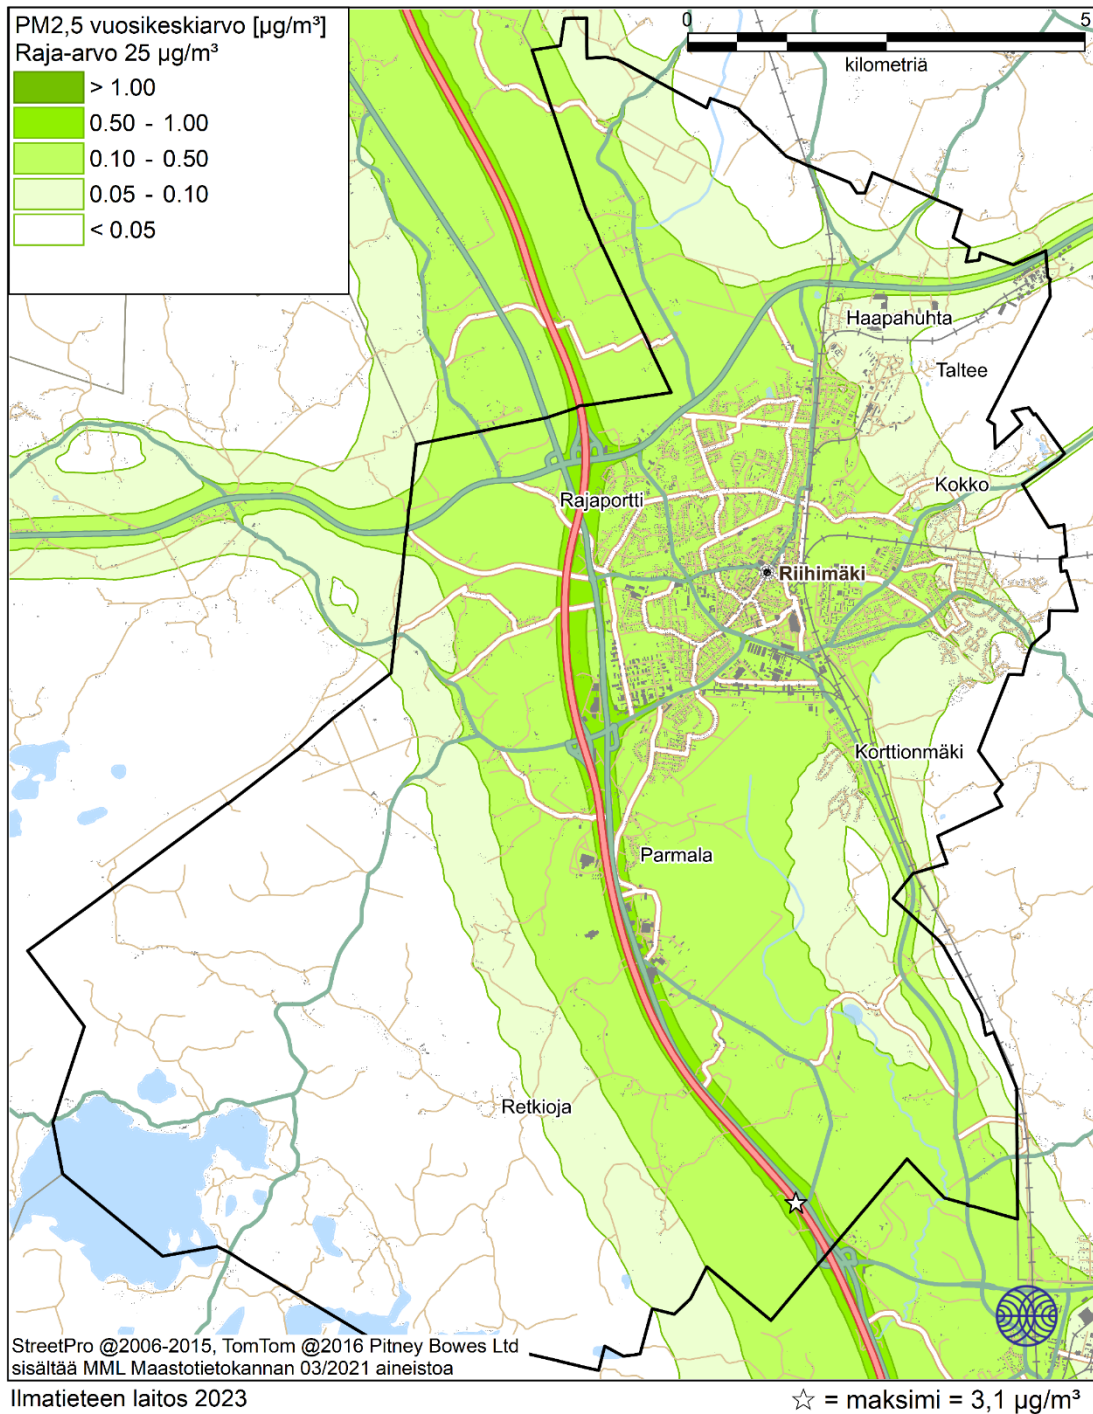 PM2,5 vuosikeskiarvo [µg/m³]
Raja-arvo 25 µg/m³
> 1.00
0.50 - 1.00
0.10 - 0.50
0.05 - 0.10
< 0.05
0 5
kilometriä
Haapahuhta
Taltee
Kokko
Rajaportti
Riihimäki
Korttionmäki
Parmala
Retkioja
StreetPro @2006-2015, TomTom @2016 Pitney Bowes Ltd
sisältää MML Maastotietokannan 03/2021 aineistoa
Ilmatieteen laitos 2023
☆ = maksimi = 3,1 µg/m³